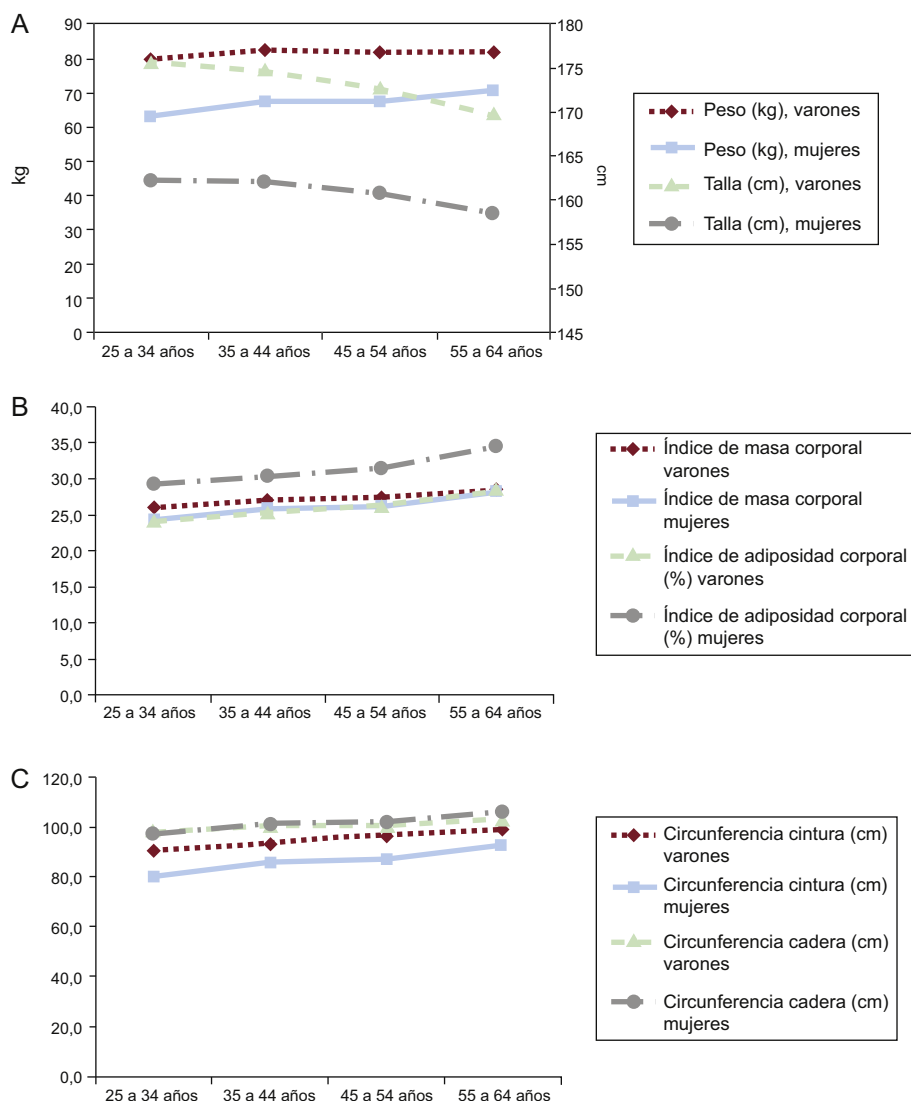 A
90
80
70
60
50
40
30
20
10
0
kg
180
175
170
165
160
155
150
145
cm
25 a 34 años
35 a 44 años
45 a 54 años
55 a 64 años
Peso (kg), varones
Peso (kg), mujeres
Talla (cm), varones
Talla (cm), mujeres
B
40,0
35,0
30,0
25,0
20,0
15,0
10,0
5,0
0,0
25 a 34 años
35 a 44 años
45 a 54 años
55 a 64 años
Índice de masa corporal
varones
Índice de masa corporal
mujeres
Índice de adiposidad corporal
(%) varones
Índice de adiposidad corporal
(%) mujeres
C
120,0
100,0
80,0
60,0
40,0
20,0
0,0
25 a 34 años
35 a 44 años
45 a 54 años
55 a 64 años
Circunferencia cintura (cm)
varones
Circunferencia cintura (cm)
mujeres
Circunferencia cadera (cm)
varones
Circunferencia cadera (cm)
mujeres